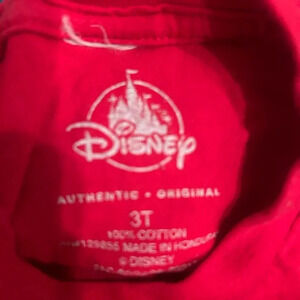 Disney
AUTHENTIC • ORIGINAL
3T
100% COTTON
MADE IN HONDURAS
© DISNEY